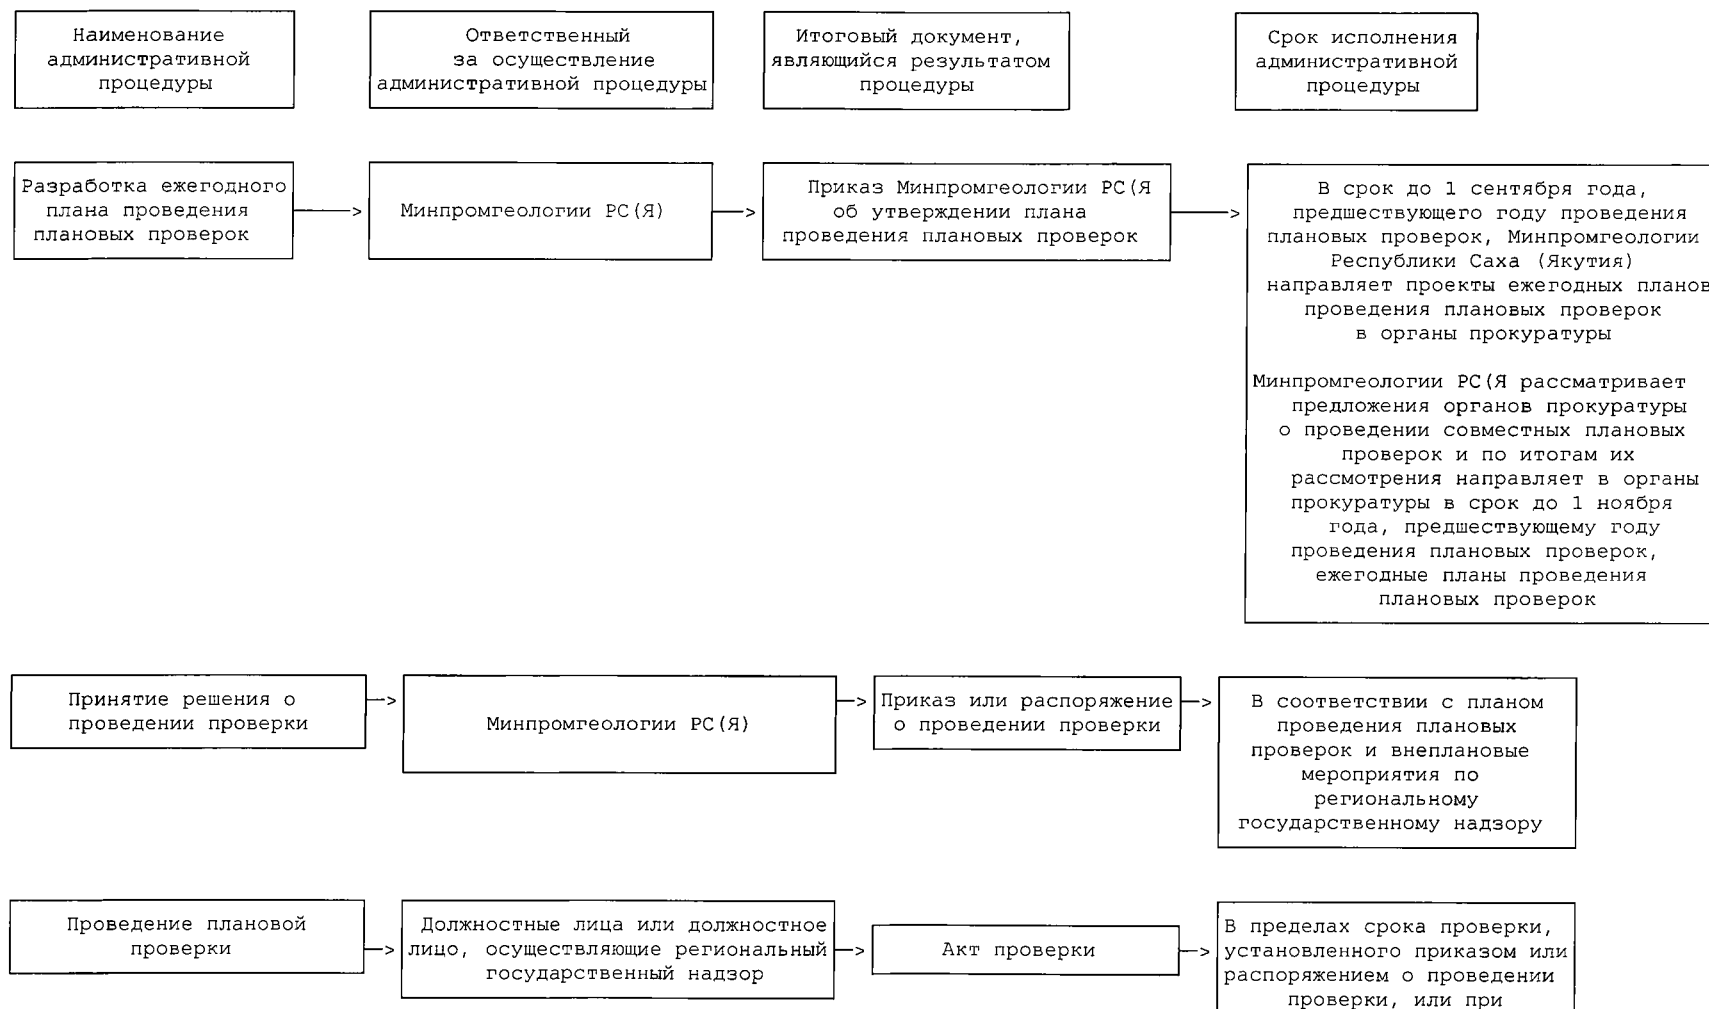 Наименование
административной
процедуры
Ответственный
за осуществление
административной процедуры
Итоговый документ,
являющийся результатом
процедуры
Срок исполнения
административной
процедуры
Разработка ежегодного
плана проведения
плановых проверок
Минпромгеологии РС(Я)
Приказ Минпромгеологии РС(Я
об утверждении плана
проведения плановых проверок
В срок до 1 сентября года,
предшествующего году проведения
плановых проверок, Минпромгеологии
Республики Саха (Якутия)
направляет проекты ежегодных планов
проведения плановых проверок
в органы прокуратуры
Минпромгеологии РС(Я рассматривает
предложения органов прокуратуры
о проведении совместных плановых
проверок и по итогам их
рассмотрения направляет в органы
прокуратуры в срок до 1 ноября
года, предшествующему году
проведения плановых проверок,
ежегодные планы проведения
плановых проверок
Принятие решения о
проведении проверки
Минпромгеологии РС(Я)
Приказ или распоряжение
о проведении проверки
В соответствии с планом
проведения плановых
проверок и внеплановые
мероприятия по
региональному
государственному надзору
Проведение плановой
проверки
Должностные лица или должностное
лицо, осуществляющие региональный
государственный надзор
Акт проверки
В пределах срока проверки,
установленного приказом или
распоряжением о проведении
проверки, или при